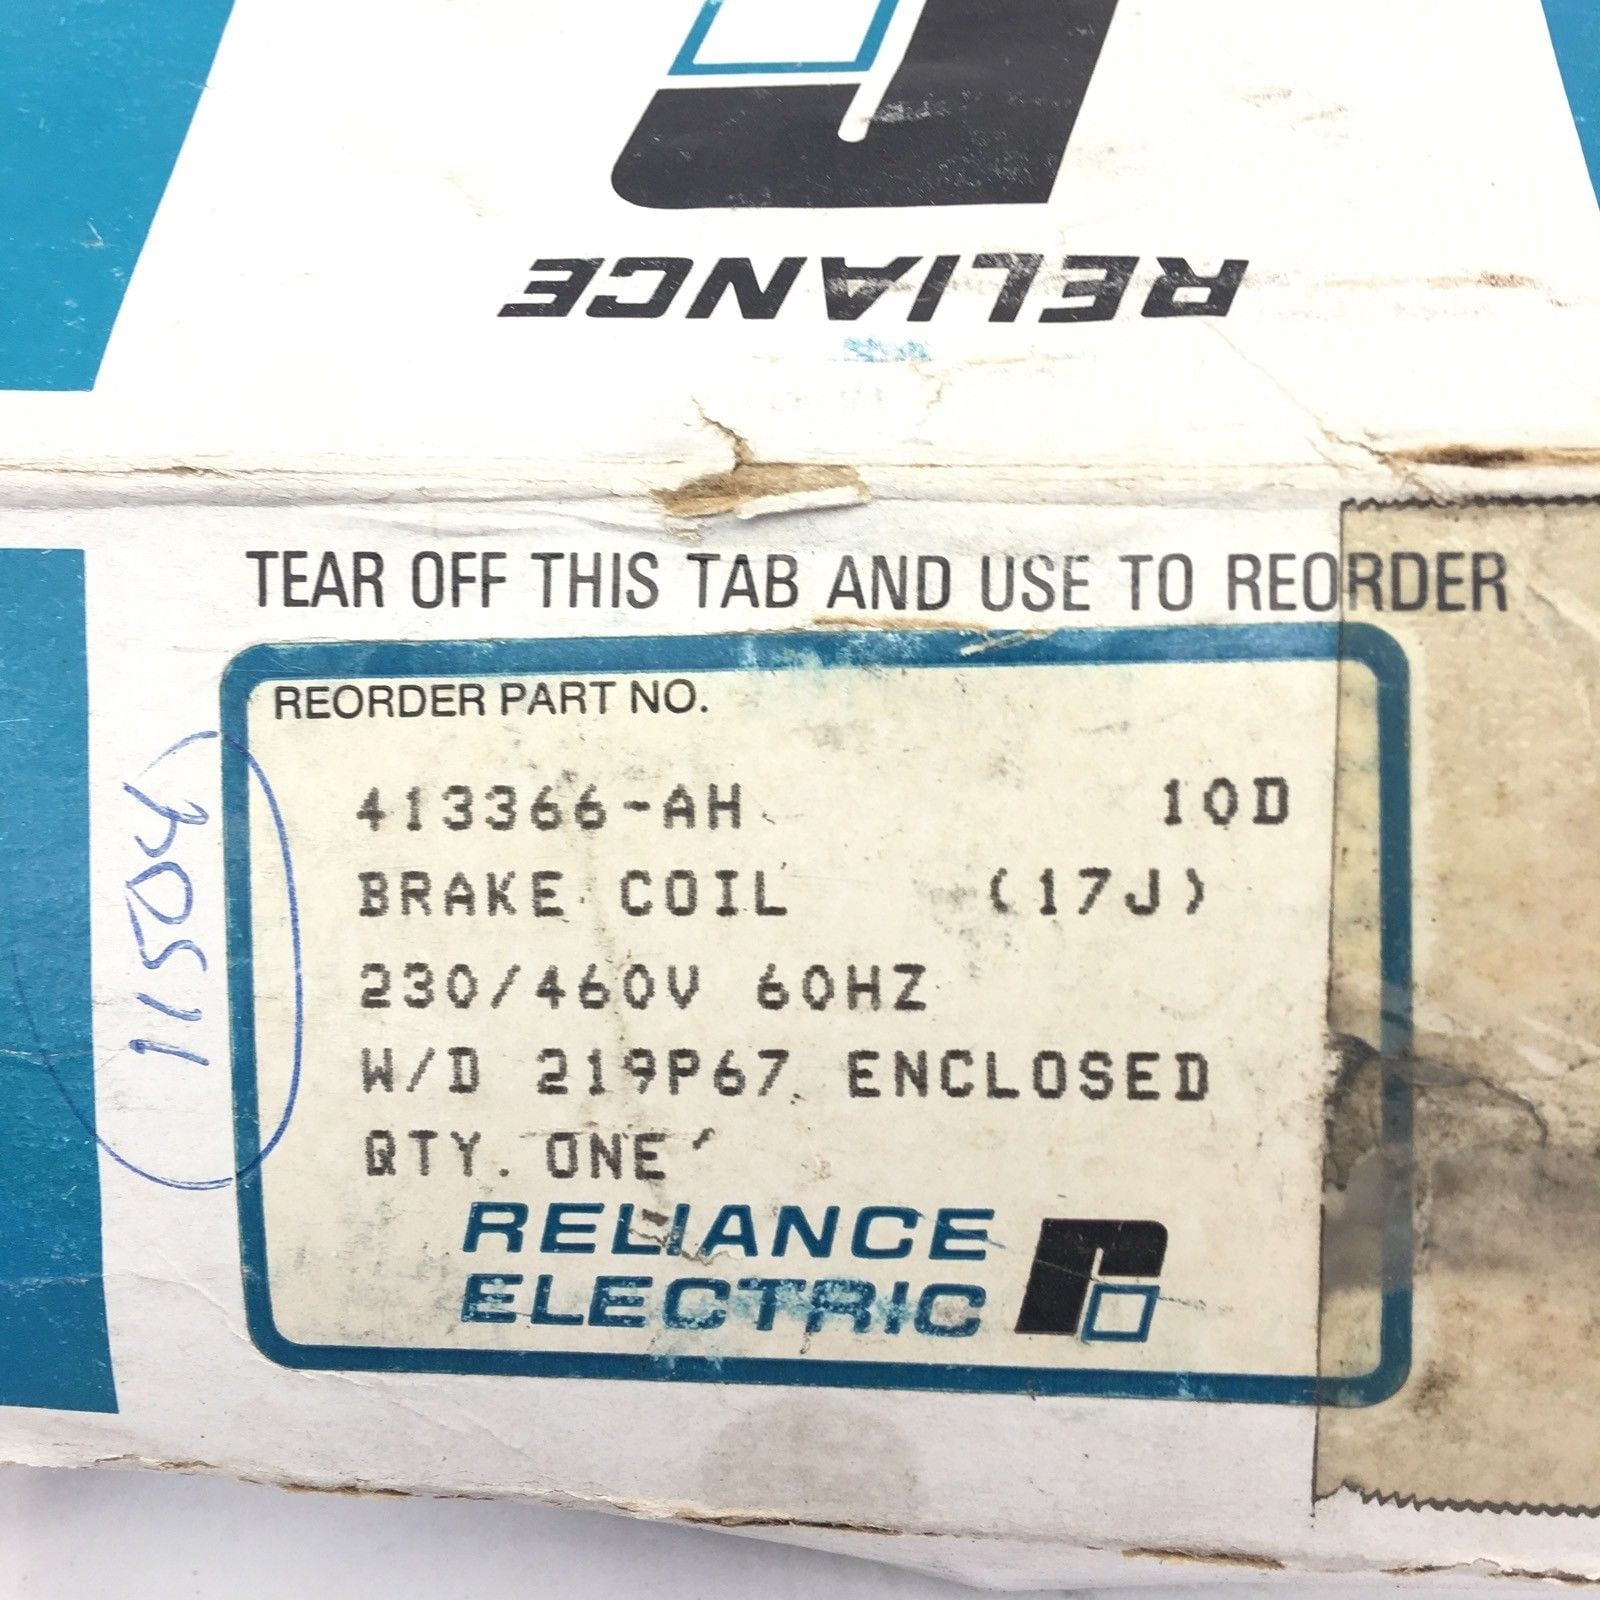 RELIANCE
TEAR OFF THIS TAB AND USE TO REORDER
REORDER PART NO.
413366-AH 10D
BRAKE COIL (17J)
230/460V 60HZ
W/D 219P67 ENCLOSED
QTY. ONE
RELIANCE
ELECTRIC
11504